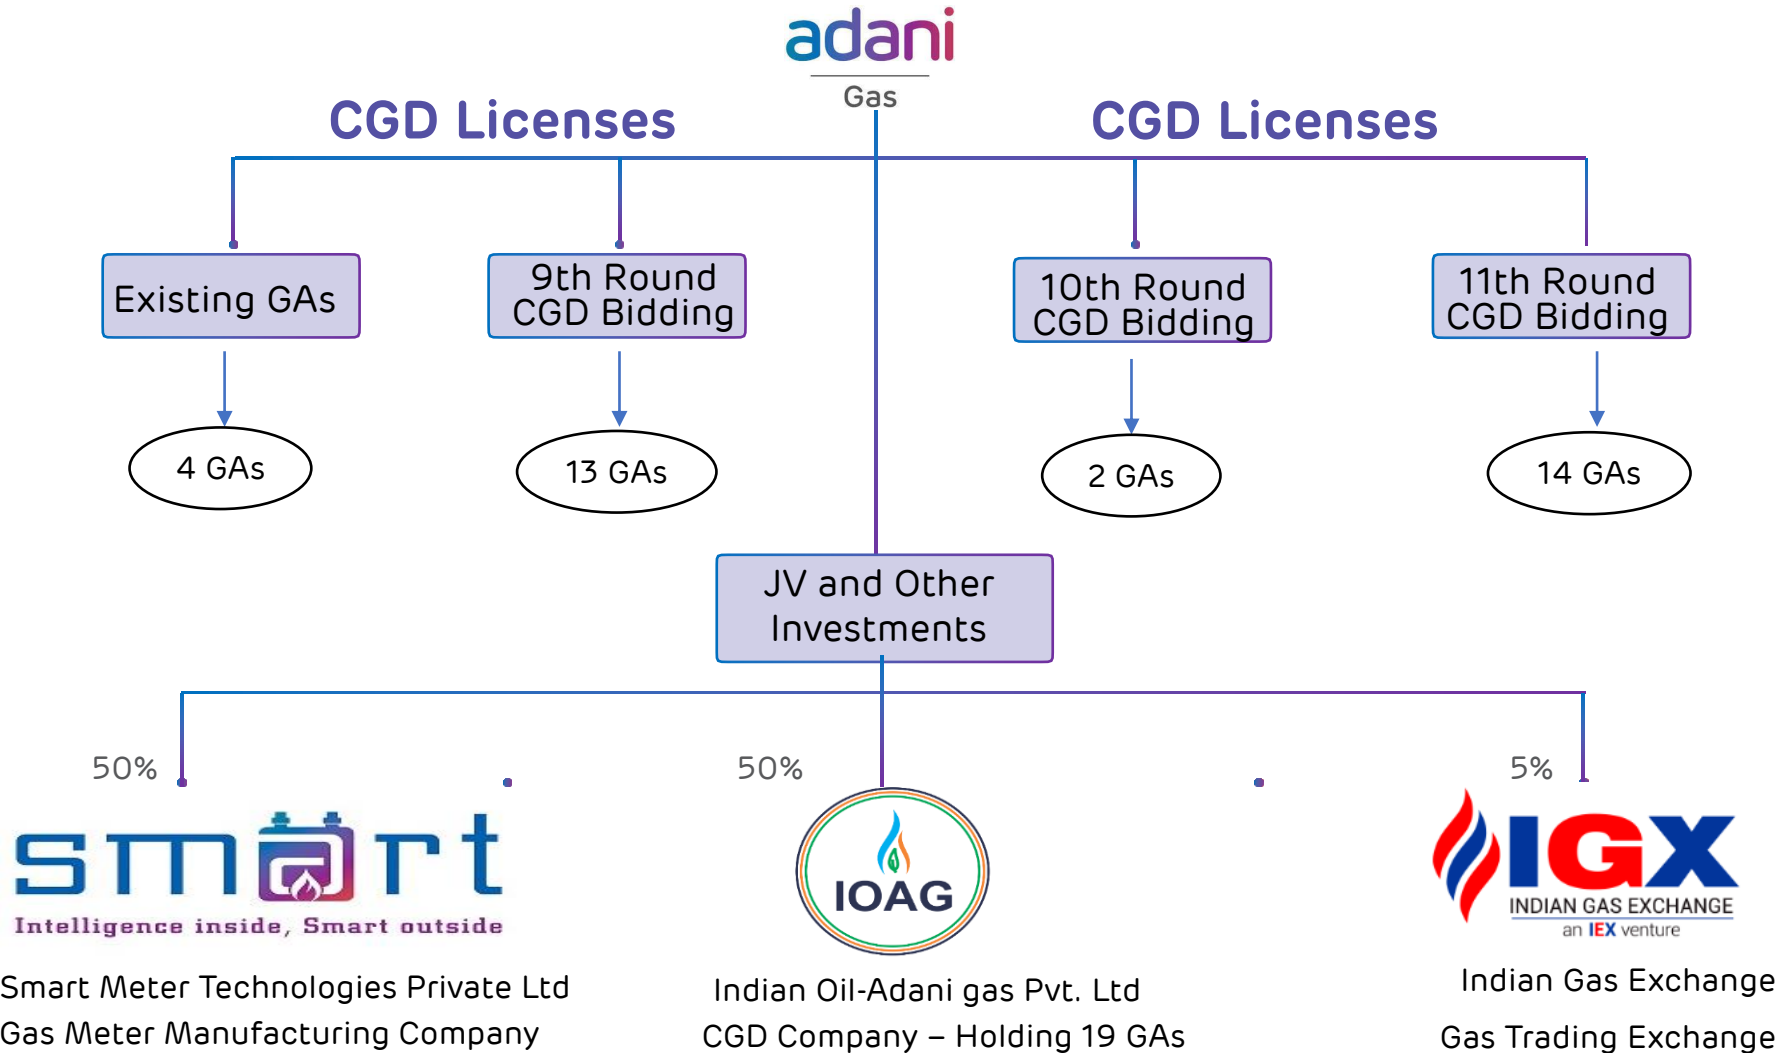 adani
Gas
CGD Licenses
CGD Licenses
Existing GAs
9th Round
CGD Bidding
10th Round
CGD Bidding
11th Round
CGD Bidding
4 GAs
13 GAs
2 GAs
14 GAs
JV and Other
Investments
50%
50%
5%
smart
Intelligence inside, Smart outside
IOAG
IGX
INDIAN GAS EXCHANGE
an IEX venture
Smart Meter Technologies Private Ltd
Gas Meter Manufacturing Company
Indian Oil-Adani gas Pvt. Ltd
CGD Company – Holding 19 GAs
Indian Gas Exchange
Gas Trading Exchange